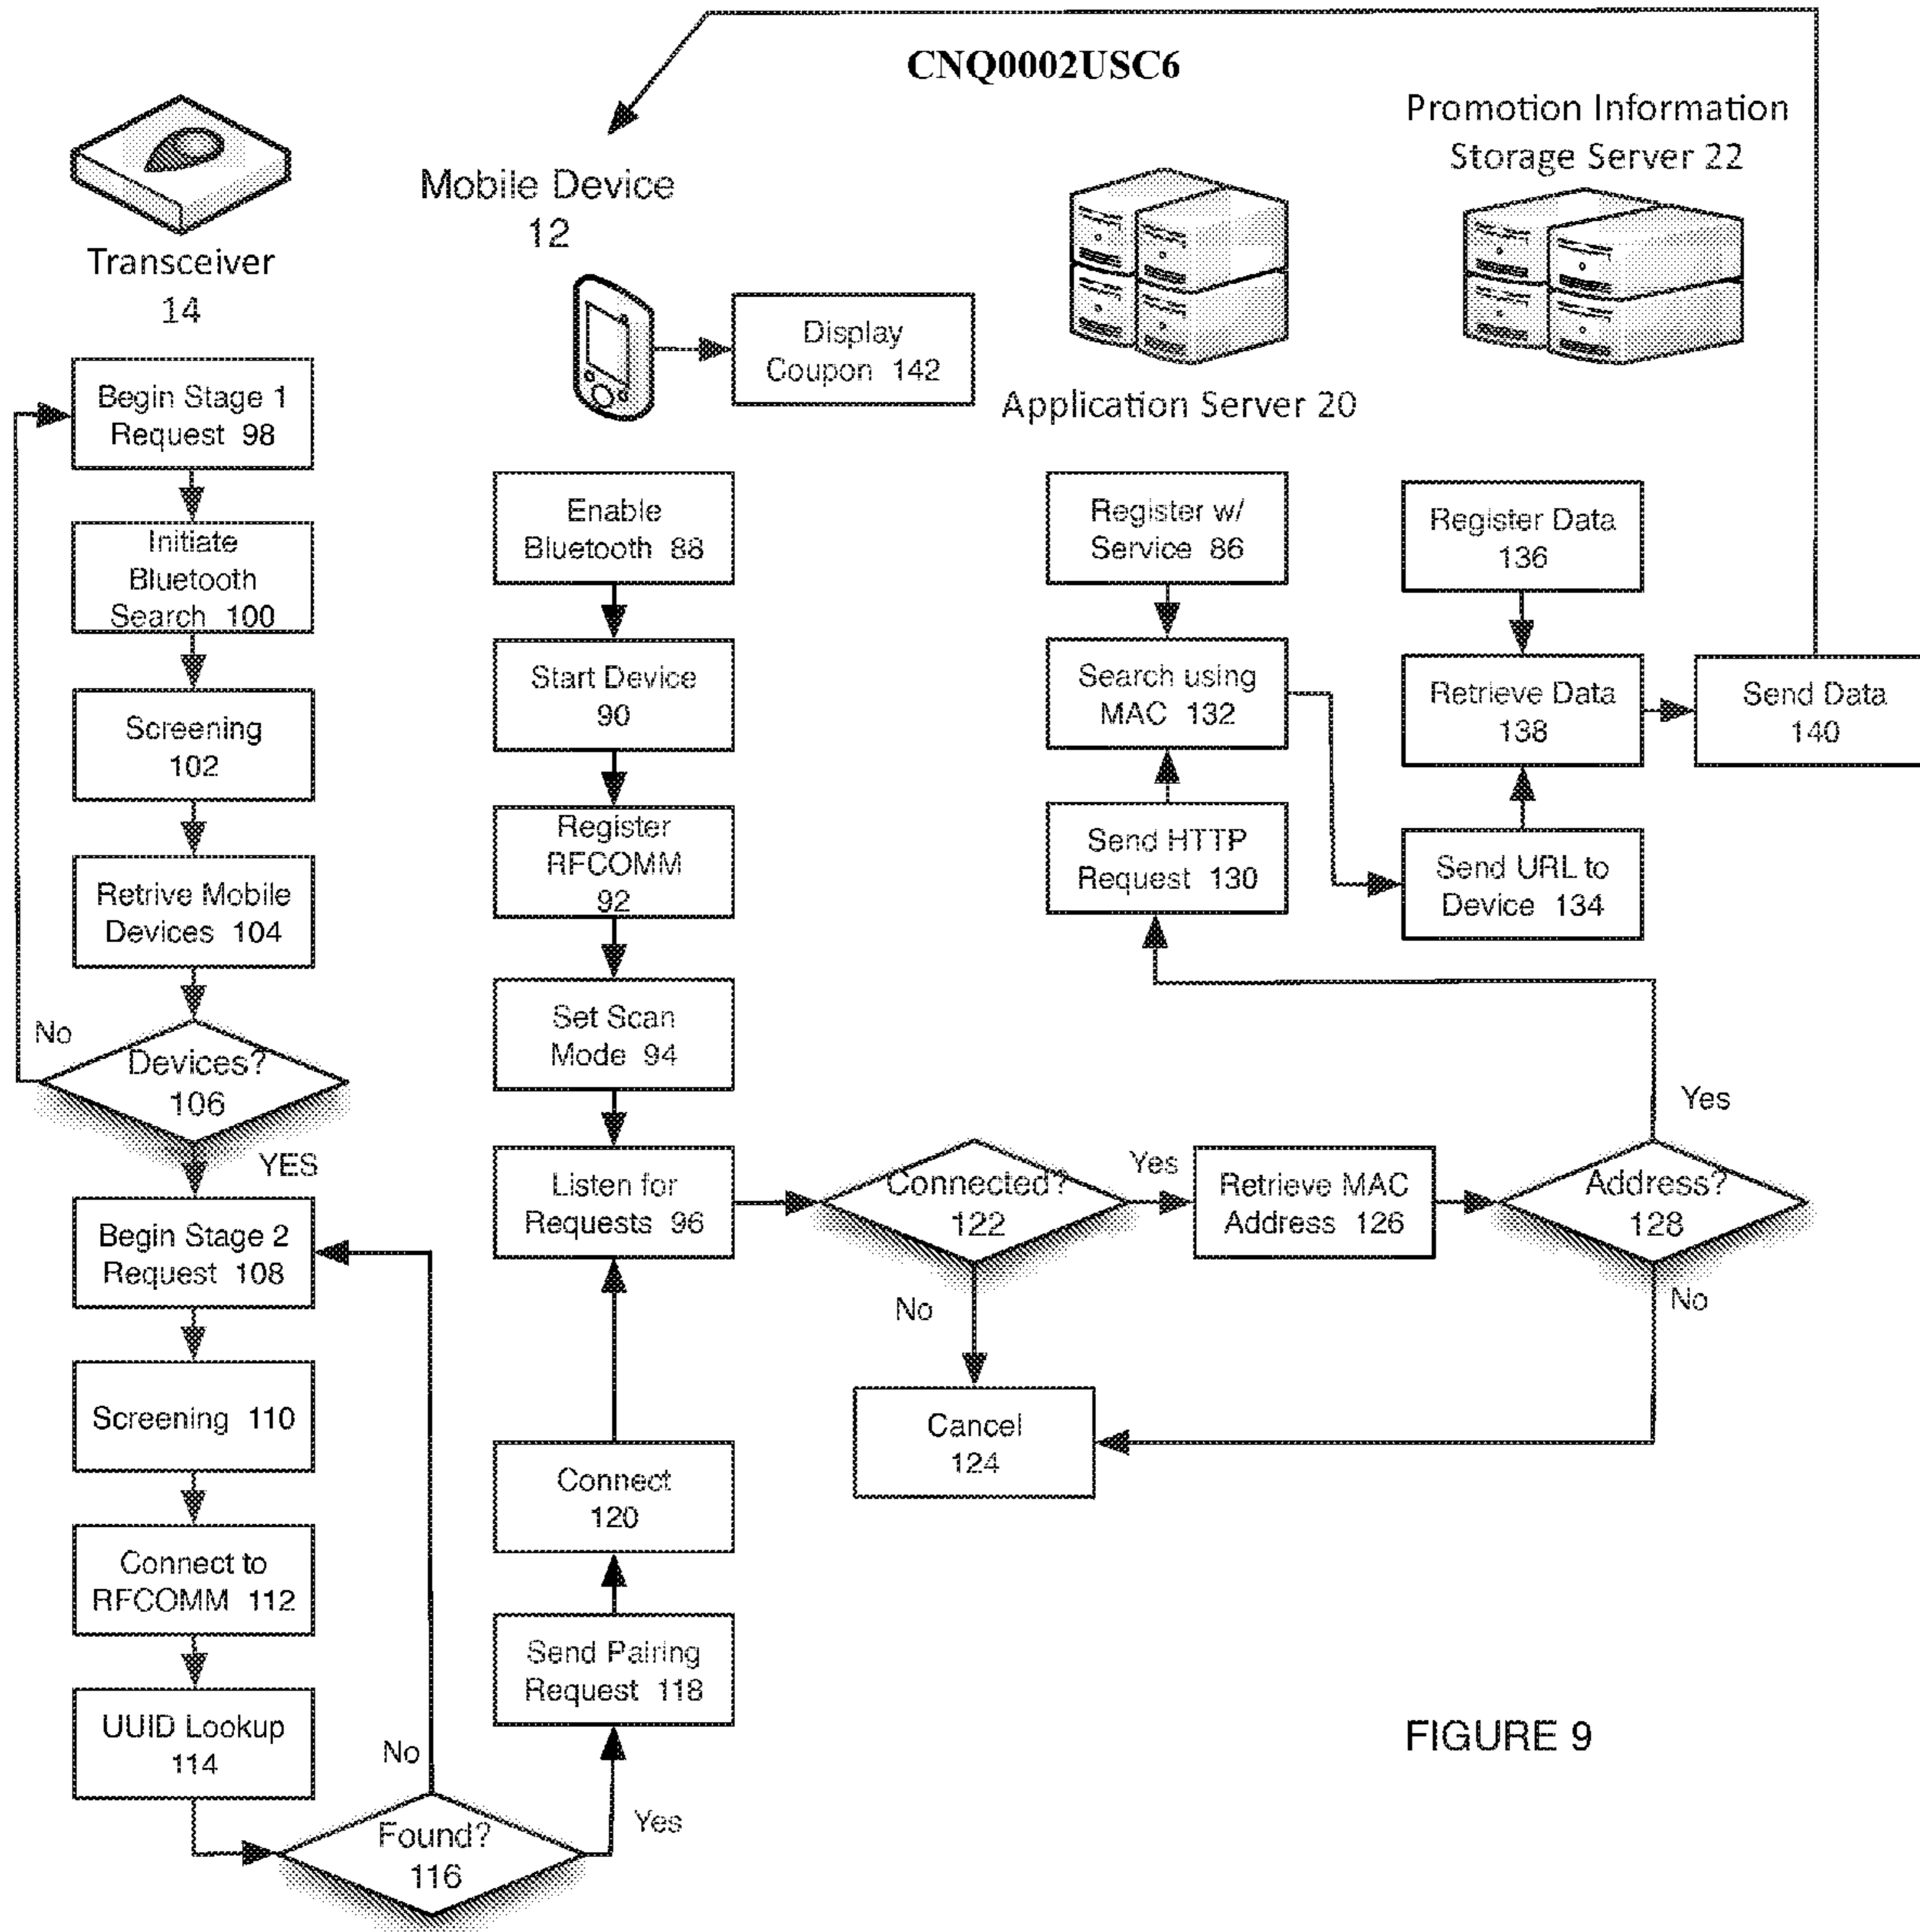 CNQ0002USC6
Promotion Information
Storage Server 22
Mobile Device
12
Transceiver
14
Display
Coupon 142
Application Server 20
Begin Stage 1
Request 98
Initiate
Bluetooth
Search 100
Screening
102
Retrive Mobile
Devices 104
No
Devices?
106
YES
Begin Stage 2
Request 108
Screening 110
Connect to
RFCOMM 112
UUID Lookup
114
No
Found?
116
Yes
Enable
Bluetooth 88
Start Device
90
Register
RFCOMM
92
Set Scan
Mode 94
Listen for
Requests 96
Connect
120
Send Pairing
Request 118
Connected?
122
Yes
No
Cancel
124
Retrieve MAC
Address 126
Address?
128
Yes
No
Register w/
Service 86
Search using
MAC 132
Send HTTP
Request 130
Register Data
136
Retrieve Data
138
Send URL to
Device 134
Send Data
140
FIGURE 9